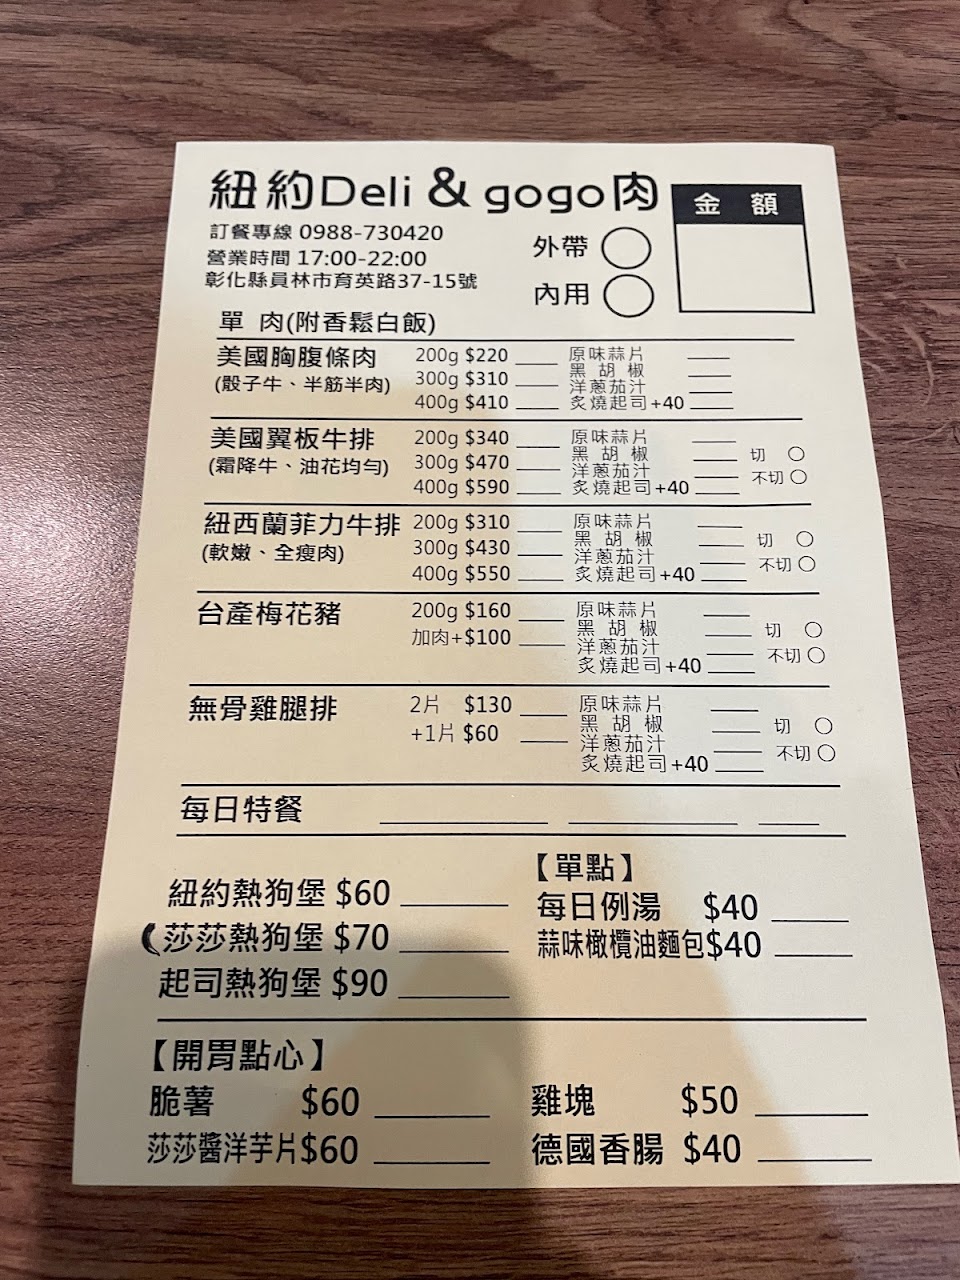 紐約Deli & gogo肉
金 額
訂餐專線 0988-730420
營業時間 17:00-22:00
彰化縣員林市育英路37-15號
外帶
內用
單 肉(附香鬆白飯)
美國胸腹條肉 200g $220 原味蒜片
(骰子牛、半筋半肉) 300g $310 黑胡椒
洋蔥茄汁
400g $410 炙燒起司+40
美國翼板牛排 200g $340 原味蒜片
(霜降牛、油花均勻) 300g $470 黑胡椒 切
洋蔥茄汁 不切
400g $590 炙燒起司+40
紐西蘭菲力牛排 200g $310 原味蒜片
(軟嫩、全瘦肉) 300g $430 黑胡椒 切
洋蔥茄汁 不切
400g $550 炙燒起司+40
台產梅花豬 200g $160 原味蒜片
加肉+$100 黑胡椒 切
洋蔥茄汁 不切
炙燒起司+40
無骨雞腿排 2片 $130 原味蒜片
+1片 $60 黑胡椒 切
洋蔥茄汁 不切
炙燒起司+40
每日特餐
紐約熱狗堡 $60
莎莎熱狗堡 $70
起司熱狗堡 $90
【單點】
每日例湯 $40
蒜味橄欖油麵包$40
【開胃點心】
脆薯 $60 雞塊 $50
莎莎醬洋芋片$60 德國香腸 $40